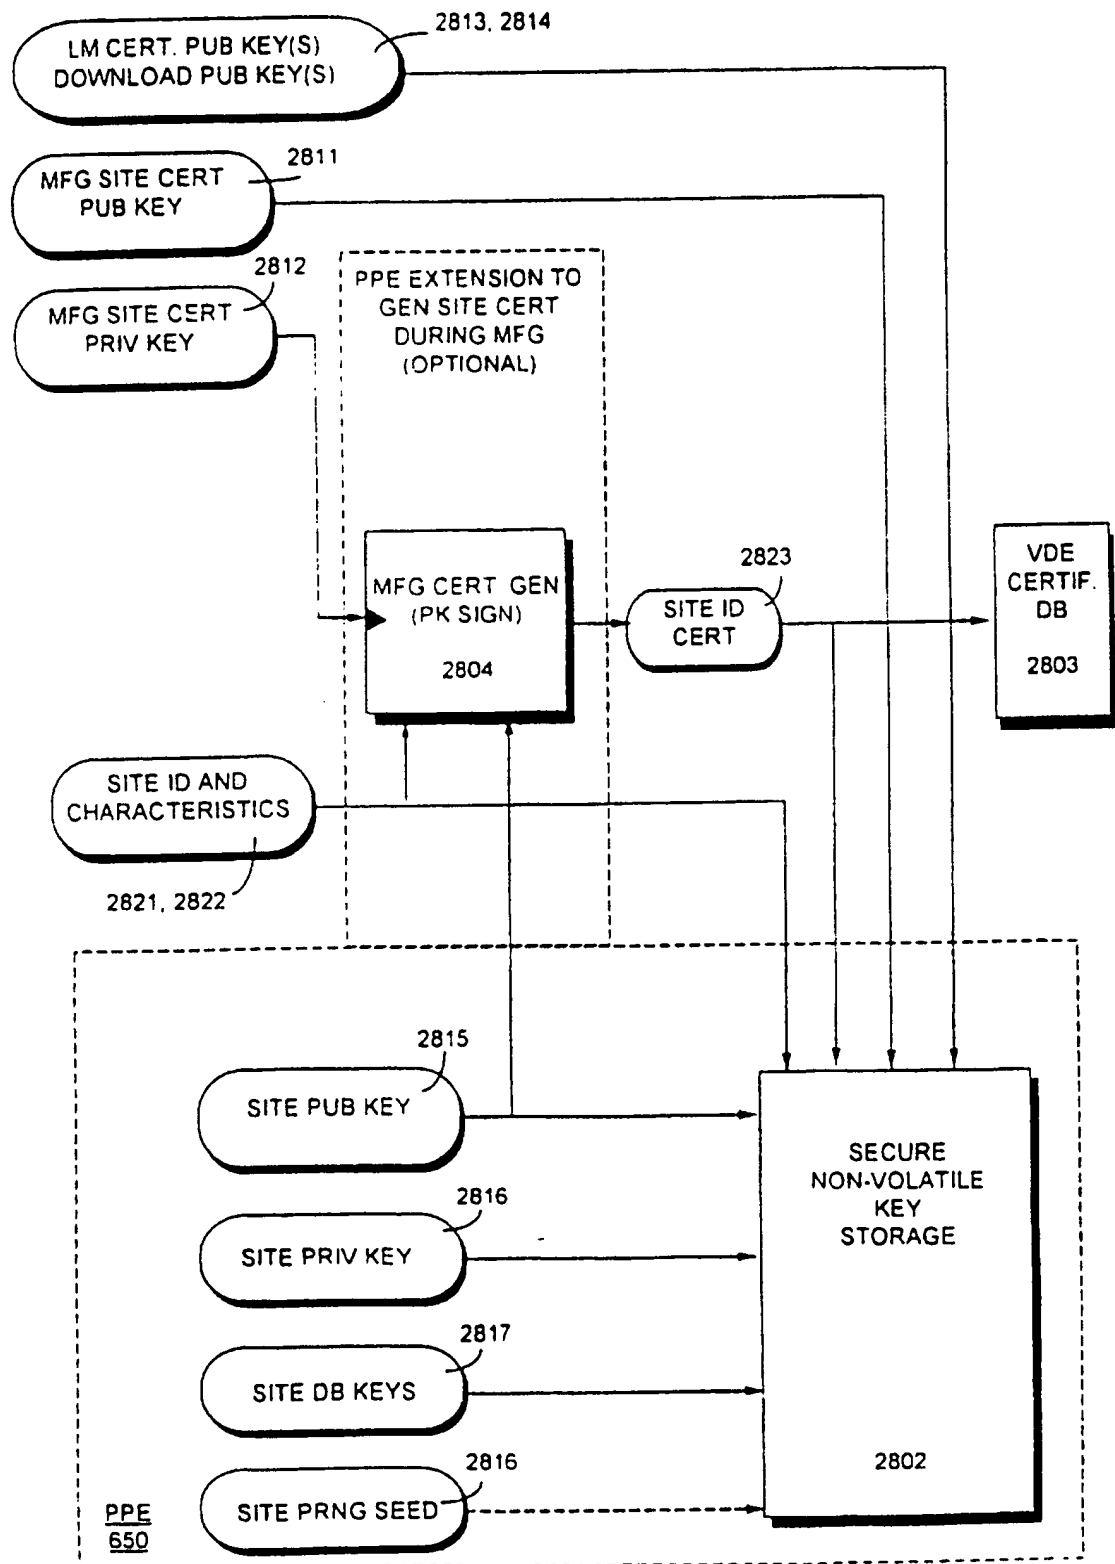 2813, 2814
LM CERT. PUB KEY(S)
DOWNLOAD PUB KEY(S)
2811
MFG SITE CERT
PUB KEY
2812
MFG SITE CERT
PRIV KEY
PPE EXTENSION TO
GEN SITE CERT
DURING MFG
(OPTIONAL)
MFG CERT GEN
(PK SIGN)
2804
2823
SITE ID
CERT
VDE
CERTIF.
DB
2803
SITE ID AND
CHARACTERISTICS
2821, 2822
2815
SITE PUB KEY
2816
SITE PRIV KEY
2817
SITE DB KEYS
2816
SITE PRNG SEED
SECURE
NON-VOLATILE
KEY
STORAGE
2802
PPE
650